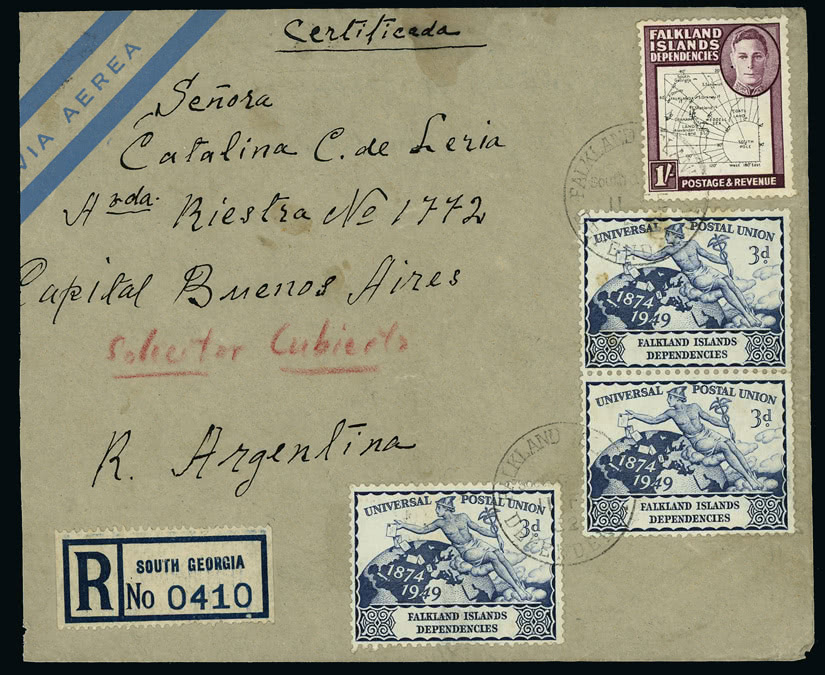 Certificada
VIA AEREA
Señora
Catalina C. de Leria
Avda. Riestra No 1772
Capital Buenos Aires
Solicitar Cubierta
R. Argentina
FALKLAND
ISLANDS
DEPENDENCIES
SOUTH POLE
1/-
POSTAGE & REVENUE
FALKLAND
UNIVERSAL POSTAL UNION
3d.
1874
1949
FALKLAND ISLANDS
DEPENDENCIES
UNIVERSAL POSTAL UNION
3d.
1874
1949
FALKLAND ISLANDS
DEPENDENCIES
FALKLAND
UNIVERSAL POSTAL UNION
3d.
1874
1949
FALKLAND ISLANDS
DEPENDENCIES
R
SOUTH GEORGIA
No 0410